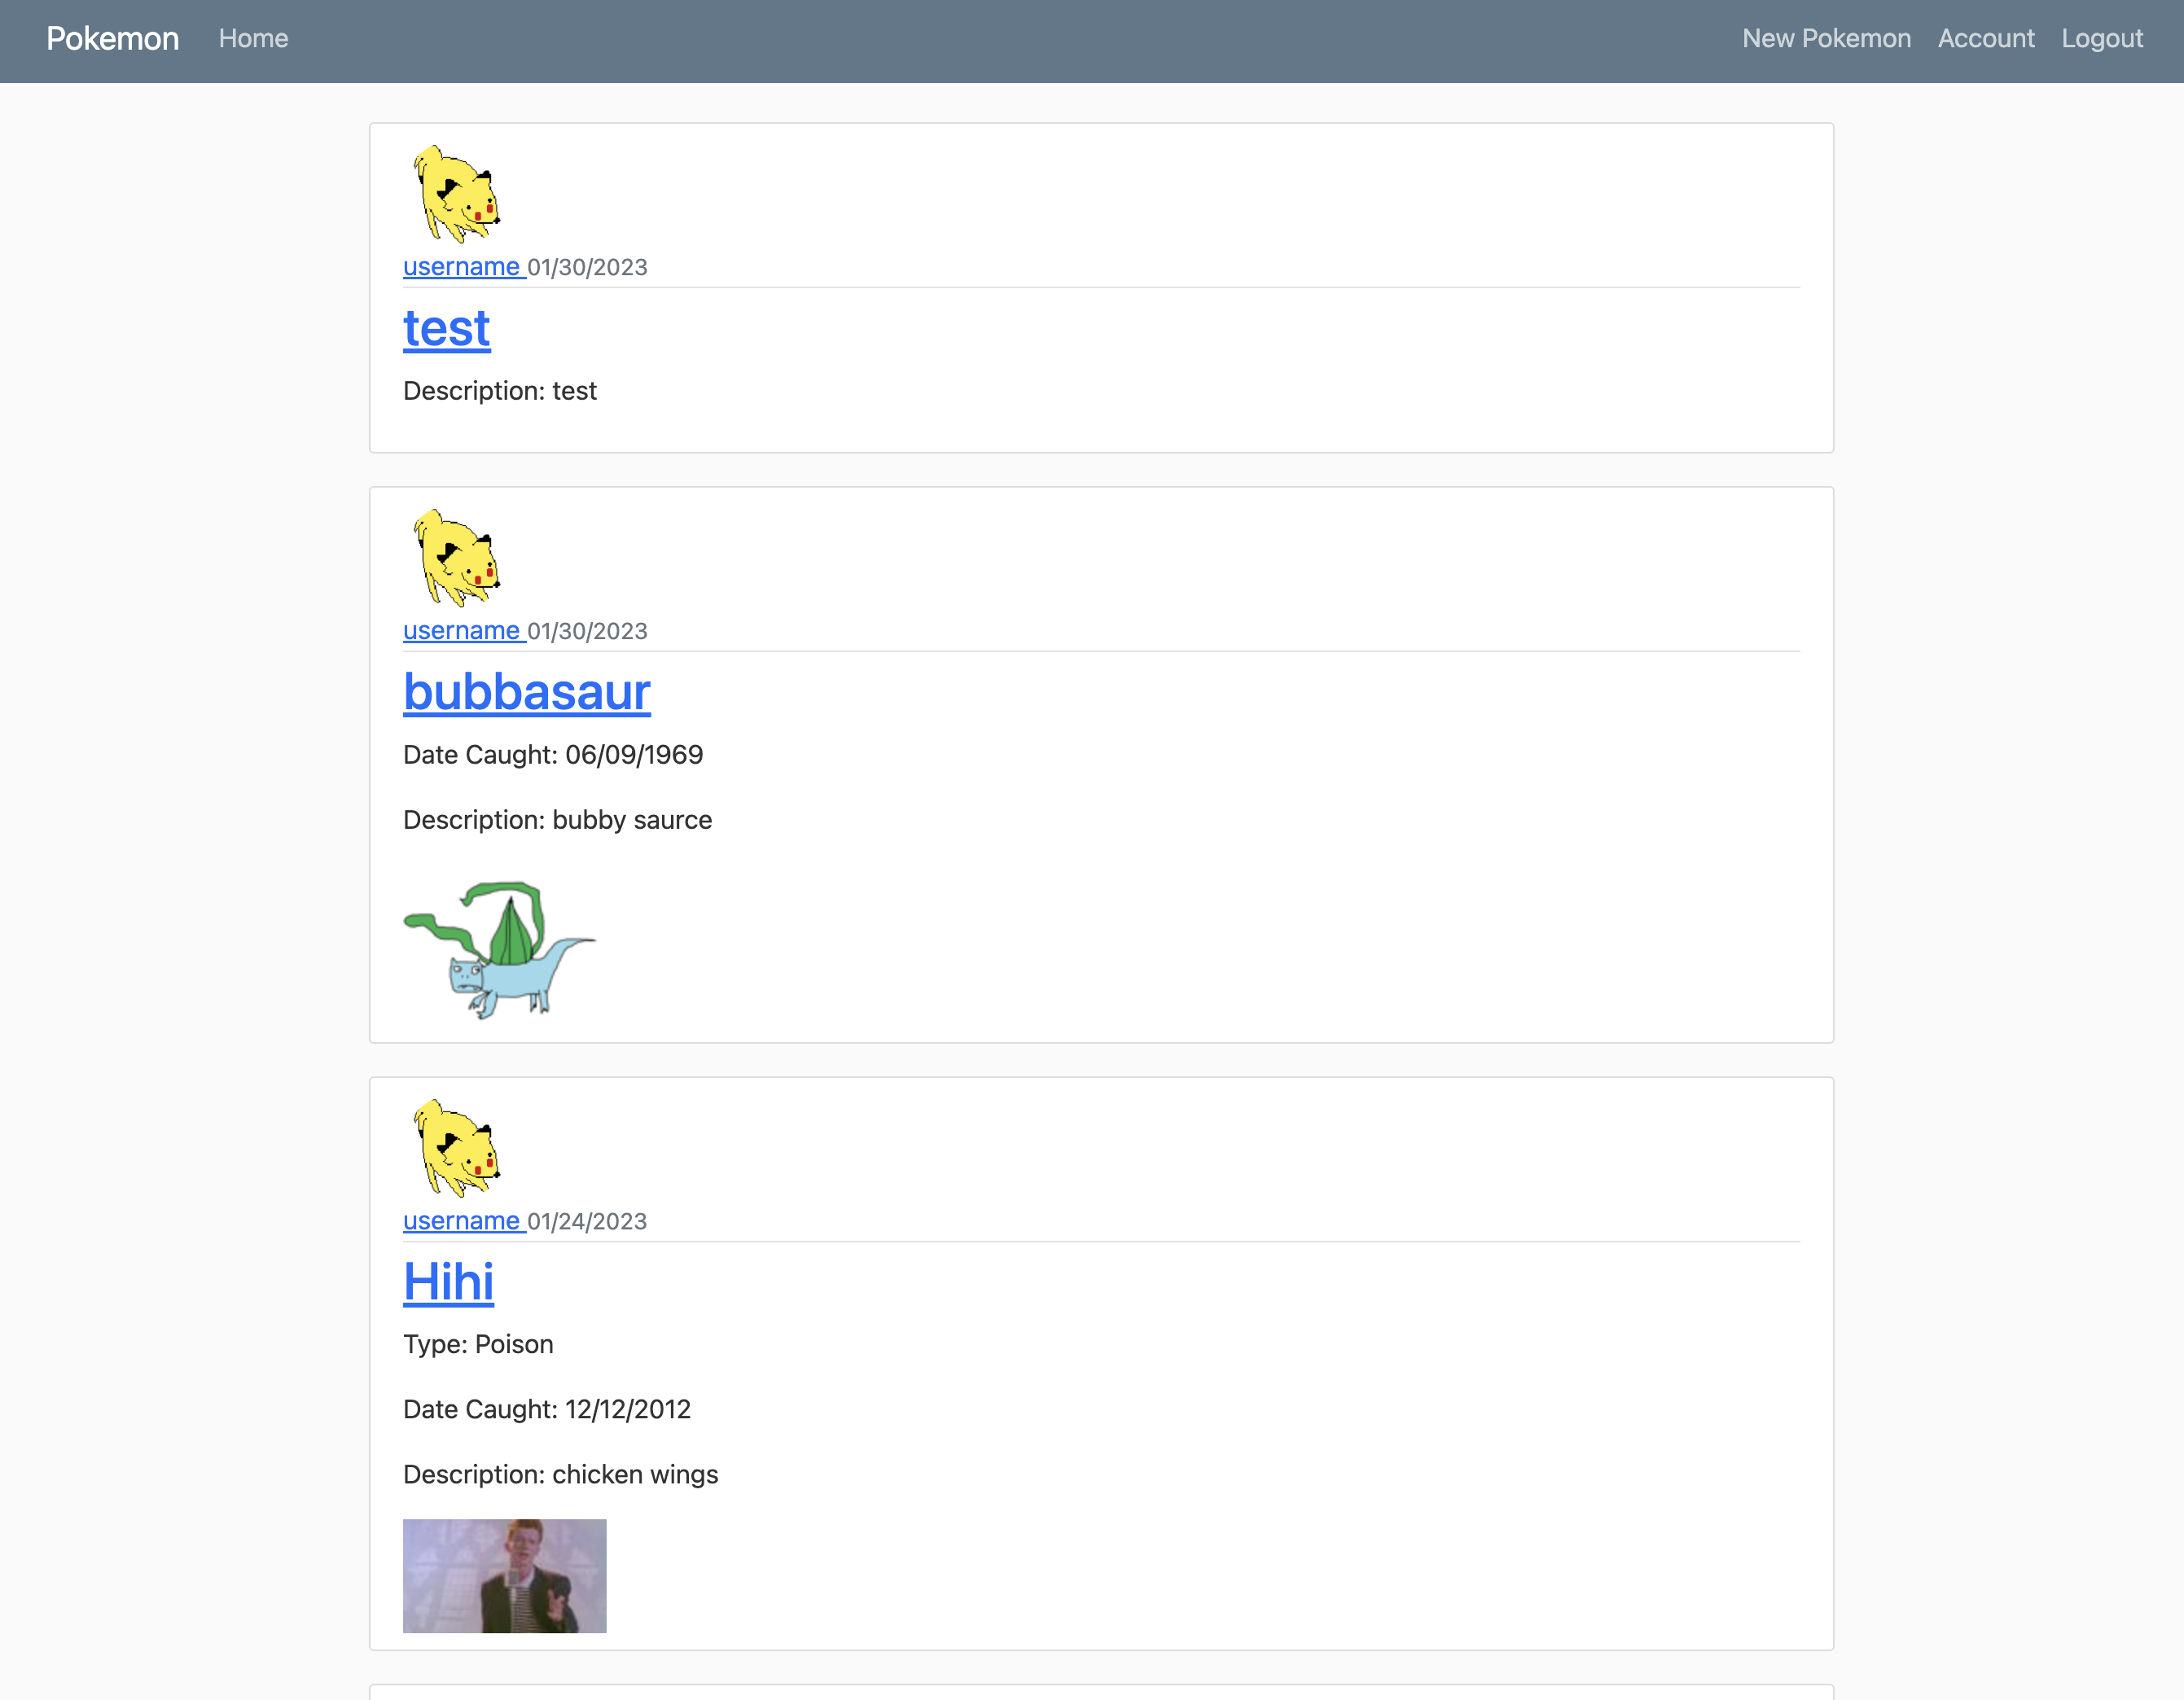 Pokemon Home New Pokemon Account Logout
username 01/30/2023
test
Description: test
username 01/30/2023
bubbasaur
Date Caught: 06/09/1969
Description: bubby saurce
username 01/24/2023
Hihi
Type: Poison
Date Caught: 12/12/2012
Description: chicken wings